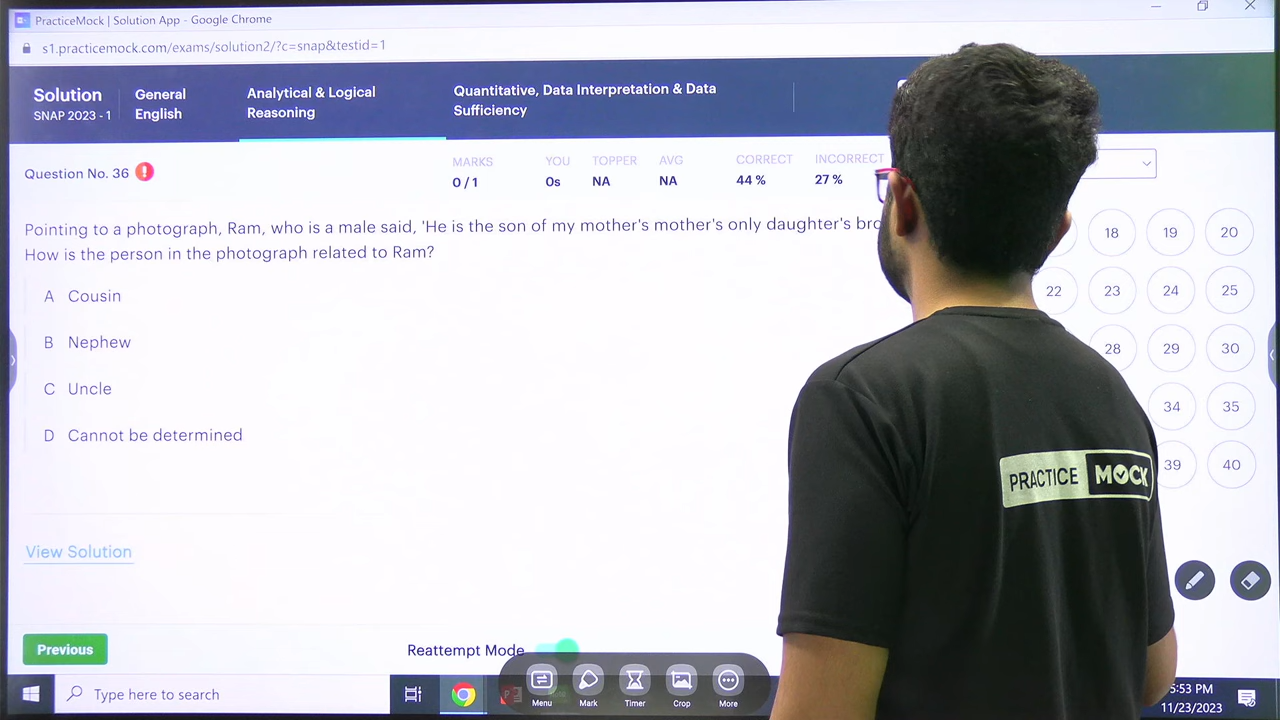 PracticeMock | Solution App - Google Chrome
s1.practicemock.com/exams/solution2/?c=snap&testid=1
Solution
SNAP 2023 - 1
General
English
Analytical & Logical
Reasoning
Quantitative, Data Interpretation & Data
Sufficiency
Question No. 36
MARKS YOU TOPPER AVG CORRECT INCORRECT
0 / 1 0s NA NA 44 % 27 %
Pointing to a photograph, Ram, who is a male said, 'He is the son of my mother's mother's only daughter's bro
How is the person in the photograph related to Ram?
A Cousin
B Nephew
C Uncle
D Cannot be determined
18 19 20
22 23 24 25
28 29 30
34 35
39 40
View Solution
Previous
Reattempt Mode
PRACTICE MOCK
Menu Mark Timer Crop More
Type here to search
5:53 PM
11/23/2023